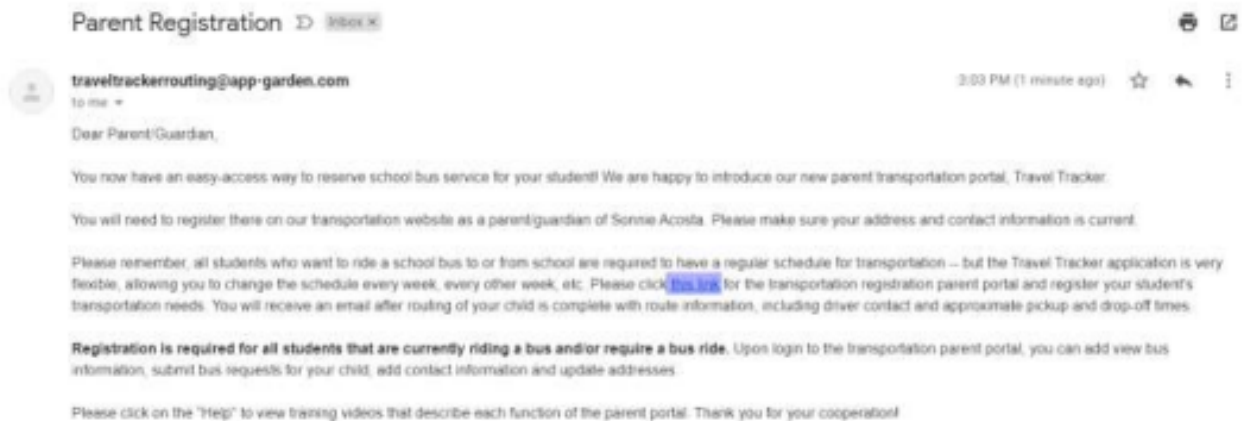 Parent Registration Inbox x
traveltrackerrouting@app-garden.com
3:03 PM (1 minute ago)
to me
Dear Parent/Guardian,
You now have an easy-access way to reserve school bus service for your student! We are happy to introduce our new parent transportation portal, Travel Tracker.
You will need to register there on our transportation website as a parent/guardian of Sonnie Acosta. Please make sure your address and contact information is current.
Please remember, all students who want to ride a school bus to or from school are required to have a regular schedule for transportation – but the Travel Tracker application is very
flexible, allowing you to change the schedule every week, every other week, etc. Please click this link for the transportation registration parent portal and register your student's
transportation needs. You will receive an email after routing of your child is complete with route information, including driver contact and approximate pickup and drop-off times.
Registration is required for all students that are currently riding a bus and/or require a bus ride. Upon login to the transportation parent portal, you can add view bus
information, submit bus requests for your child, add contact information and update addresses.
Please click on the "Help" to view training videos that describe each function of the parent portal. Thank you for your cooperation!